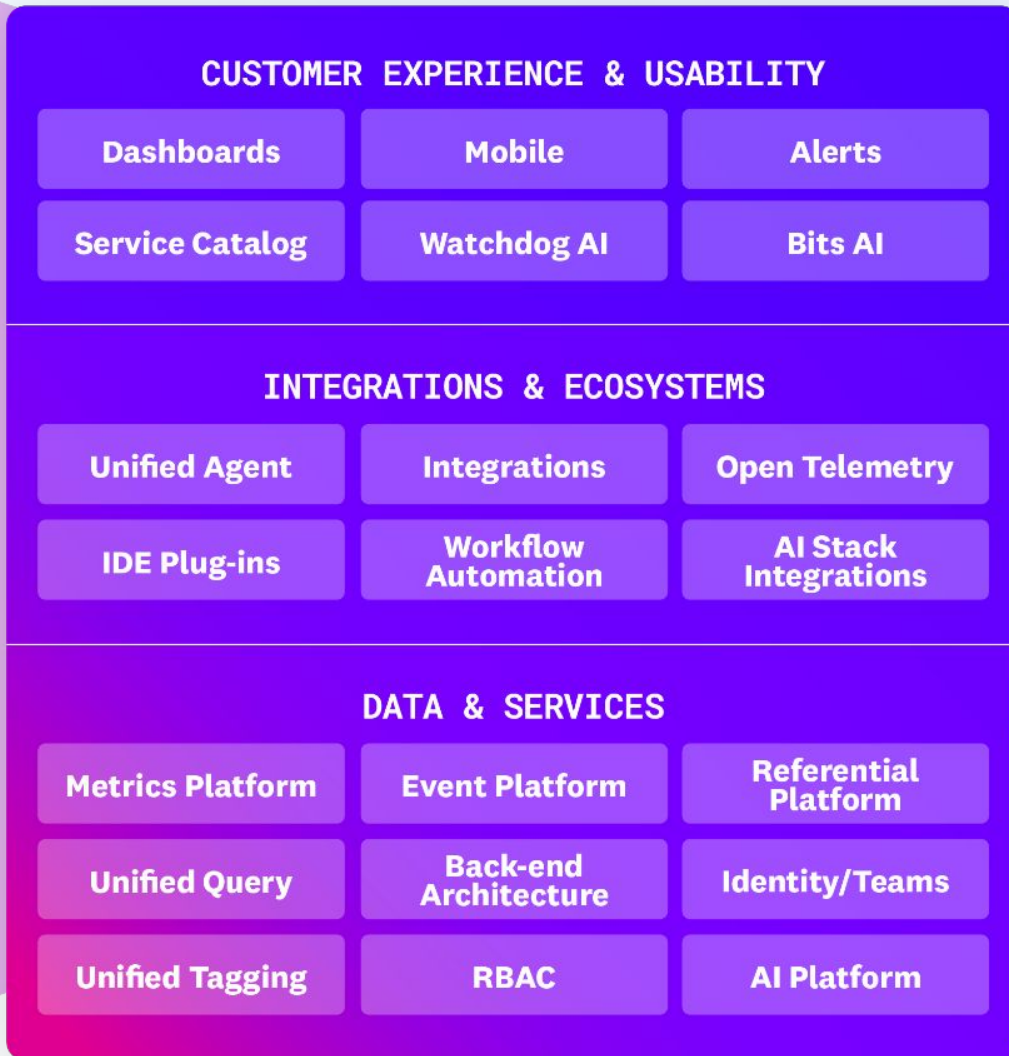 CUSTOMER EXPERIENCE & USABILITY
Dashboards
Mobile
Alerts
Service Catalog
Watchdog AI
Bits AI
INTEGRATIONS & ECOSYSTEMS
Unified Agent
Integrations
Open Telemetry
IDE Plug-ins
Workflow
Automation
AI Stack
Integrations
DATA & SERVICES
Metrics Platform
Event Platform
Referential
Platform
Unified Query
Back-end
Architecture
Identity/Teams
Unified Tagging
RBAC
AI Platform